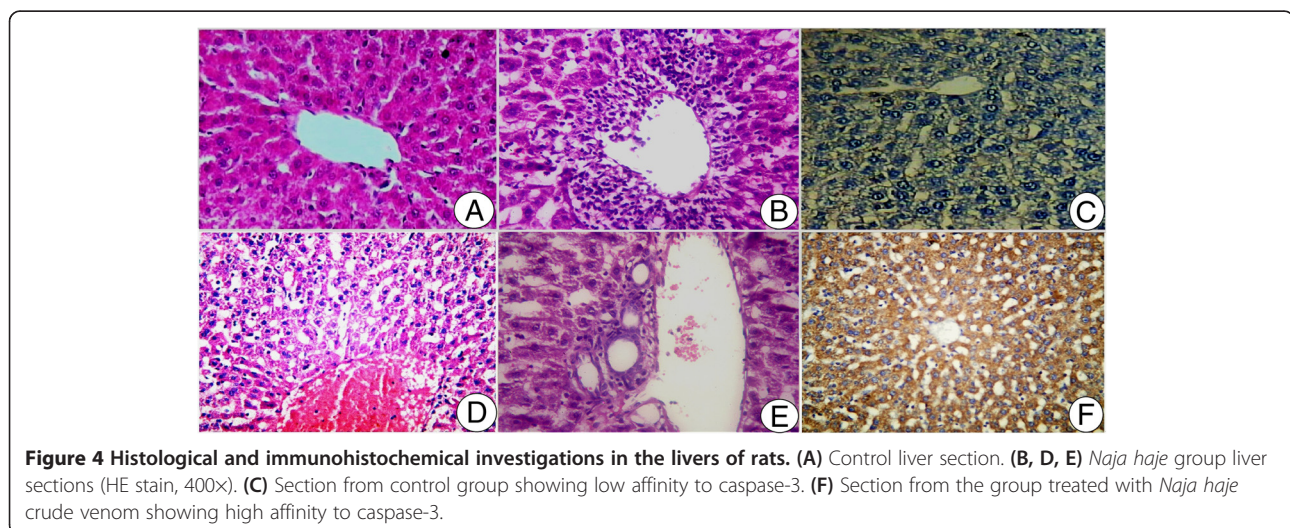 A
B
C
D
E
F
Figure 4 Histological and immunohistochemical investigations in the livers of rats. (A) Control liver section. (B, D, E) Naja haje group liver
sections (HE stain, 400×). (C) Section from control group showing low affinity to caspase-3. (F) Section from the group treated with Naja haje
crude venom showing high affinity to caspase-3.